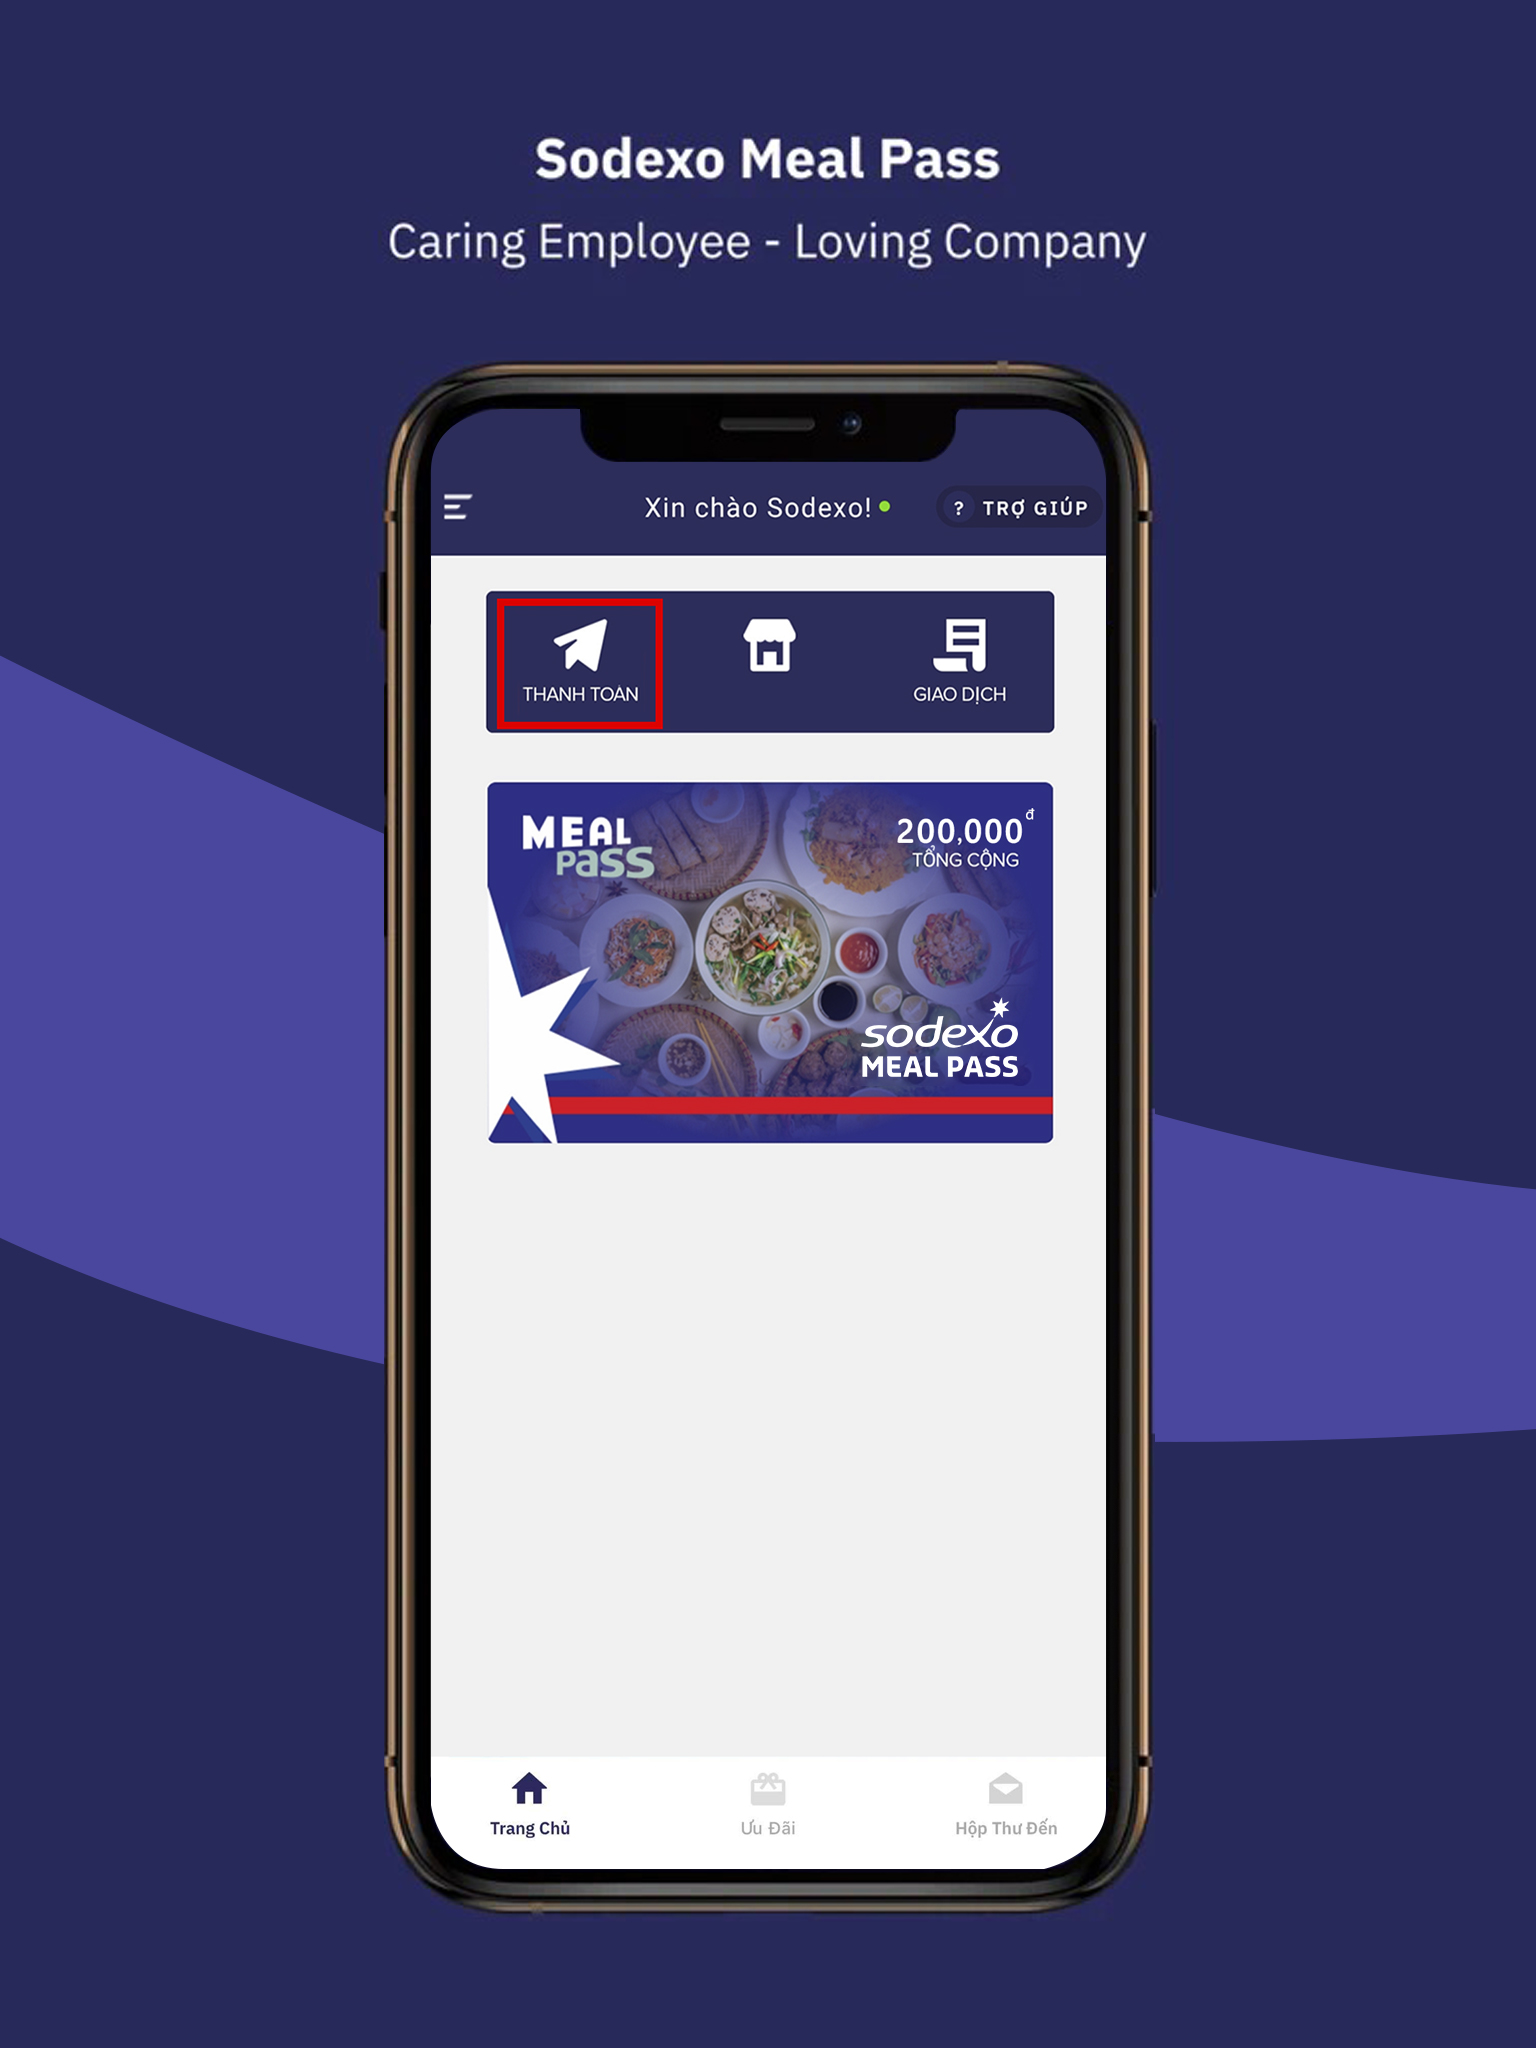 Sodexo Meal Pass
Caring Employee - Loving Company
Xin chào Sodexo!
? TRỢ GIÚP
THANH TOÁN
GIAO DỊCH
MEAL
pass
200,000 đ
TỔNG CỘNG
sodexo
MEAL PASS
Trang Chủ
Ưu Đãi
Hộp Thư Đến